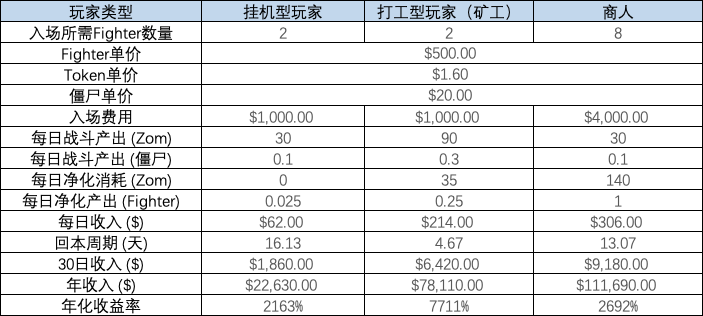 玩家类型 挂机型玩家 打工型玩家（矿工） 商人
入场所需Fighter数量 2 2 8
Fighter单价 $500.00
Token单价 $1.60
僵尸单价 $20.00
入场费用 $1,000.00 $1,000.00 $4,000.00
每日战斗产出 (Zom) 30 90 30
每日战斗产出 (僵尸) 0.1 0.3 0.1
每日净化消耗 (Zom) 0 35 140
每日净化产出 (Fighter) 0.025 0.25 1
每日收入 ($) $62.00 $214.00 $306.00
回本周期 (天) 16.13 4.67 13.07
30日收入 ($) $1,860.00 $6,420.00 $9,180.00
年收入 ($) $22,630.00 $78,110.00 $111,690.00
年化收益率 2163% 7711% 2692%